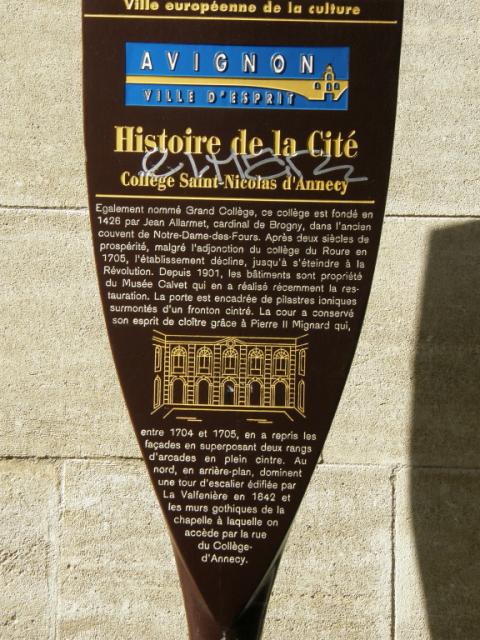 Ville européenne de la culture
AVIGNON
VILLE D'ESPRIT
Histoire de la Cité
Collège Saint-Nicolas d'Annecy
Egalement nommé Grand Collège, ce collège est fondé en
1426 par Jean Allarmet, cardinal de Brogny, dans l'ancien
couvent de Notre-Dame-des-Fours. Après deux siècles de
prospérité, malgré l'adjonction du collège du Roure en
1705, l'établissement décline, jusqu'à s'éteindre à la
Révolution. Depuis 1901, les bâtiments sont propriété
du Musée Calvet qui en a réalisé récemment la res-
tauration. La porte est encadrée de pilastres ioniques
surmontés d'un fronton cintré. La cour a conservé
son esprit de cloître grâce à Pierre II Mignard qui,
entre 1704 et 1705, en a repris les
façades en superposant deux rangs
d'arcades en plein cintre. Au
nord, en arrière-plan, dominent
une tour d'escalier édifiée par
La Valfenière en 1642 et
les murs gothiques de la
chapelle à laquelle on
accède par la rue
du Collège-
d'Annecy.